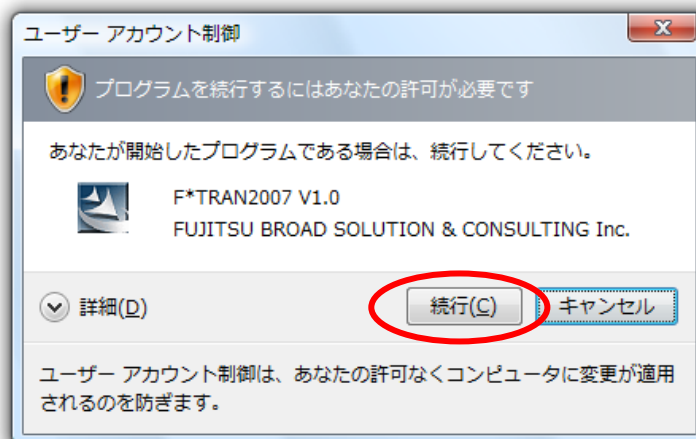 ユーザー アカウント制御
プログラムを続行するにはあなたの許可が必要です
あなたが開始したプログラムである場合は、続行してください。
F*TRAN2007 V1.0
FUJITSU BROAD SOLUTION & CONSULTING Inc.
詳細(D)
続行(C)
キャンセル
ユーザー アカウント制御は、あなたの許可なくコンピュータに変更が適用
されるのを防ぎます。